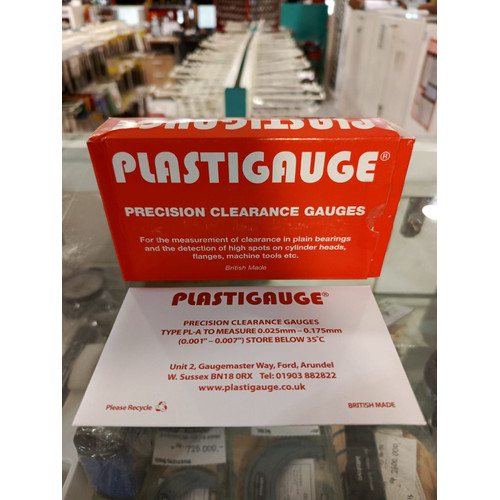 PLASTIGAUGE®
PRECISION CLEARANCE GAUGES
For the measurement of clearance in plain bearings
and the detection of high spots on cylinder heads,
flanges, machine tools etc.
British Made
PLASTIGAUGE®
PRECISION CLEARANCE GAUGES
TYPE PL-A TO MEASURE 0.025mm – 0.175mm
(0.001" – 0.007") STORE BELOW 35°C
Unit 2, Gaugemaster Way, Ford, Arundel
W. Sussex BN18 0RX Tel: 01903 882822
www.plastigauge.co.uk
Please Recycle
BRITISH MADE